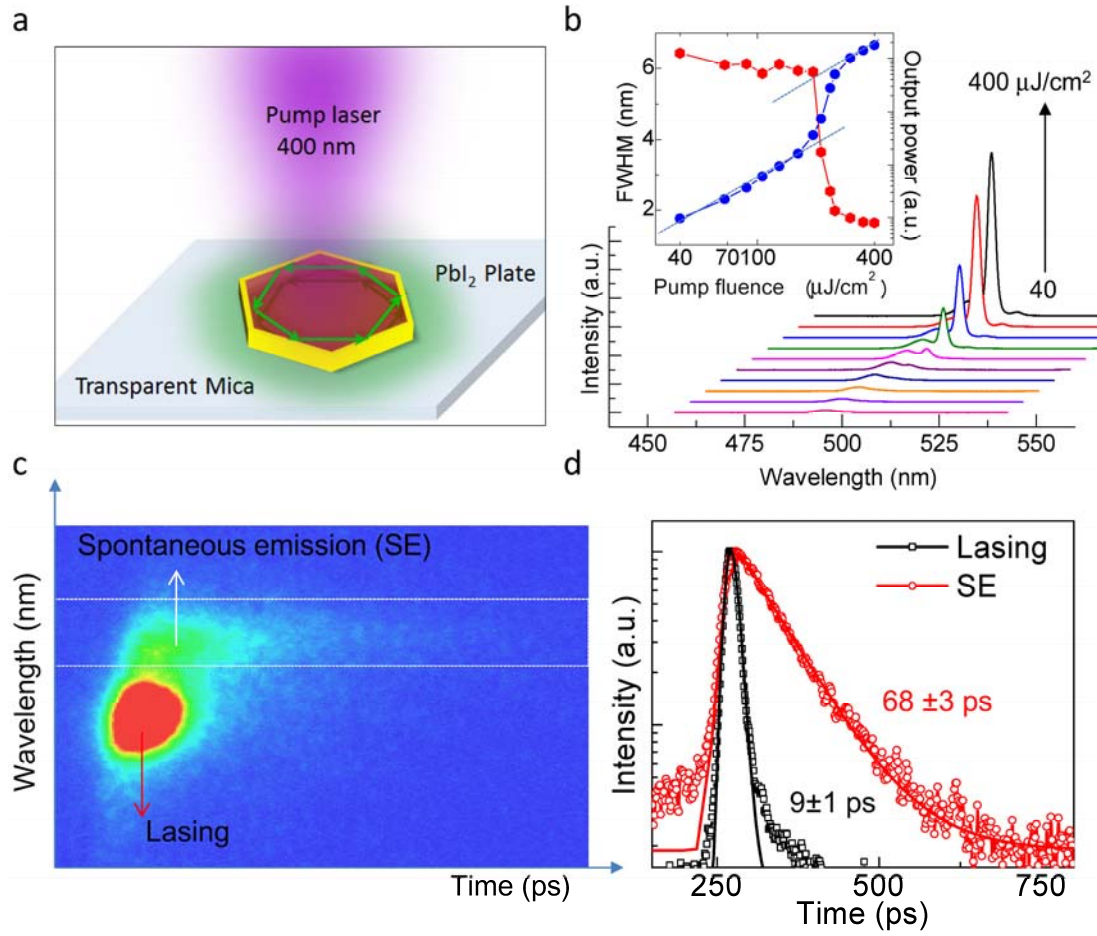 a
Pump laser
400 nm
PbI₂ Plate
Transparent Mica
b
FWHM (nm)
6
4
2
Output power (a.u.)
40 70 100 400
Pump fluence (μJ/cm²)
400 μJ/cm²
40
Intensity (a.u.)
450 475 500 525 550
Wavelength (nm)
c
Spontaneous emission (SE)
Lasing
Wavelength (nm)
Time (ps)
d
Lasing
SE
68 ±3 ps
9±1 ps
Intensity (a.u.)
250 500 750
Time (ps)